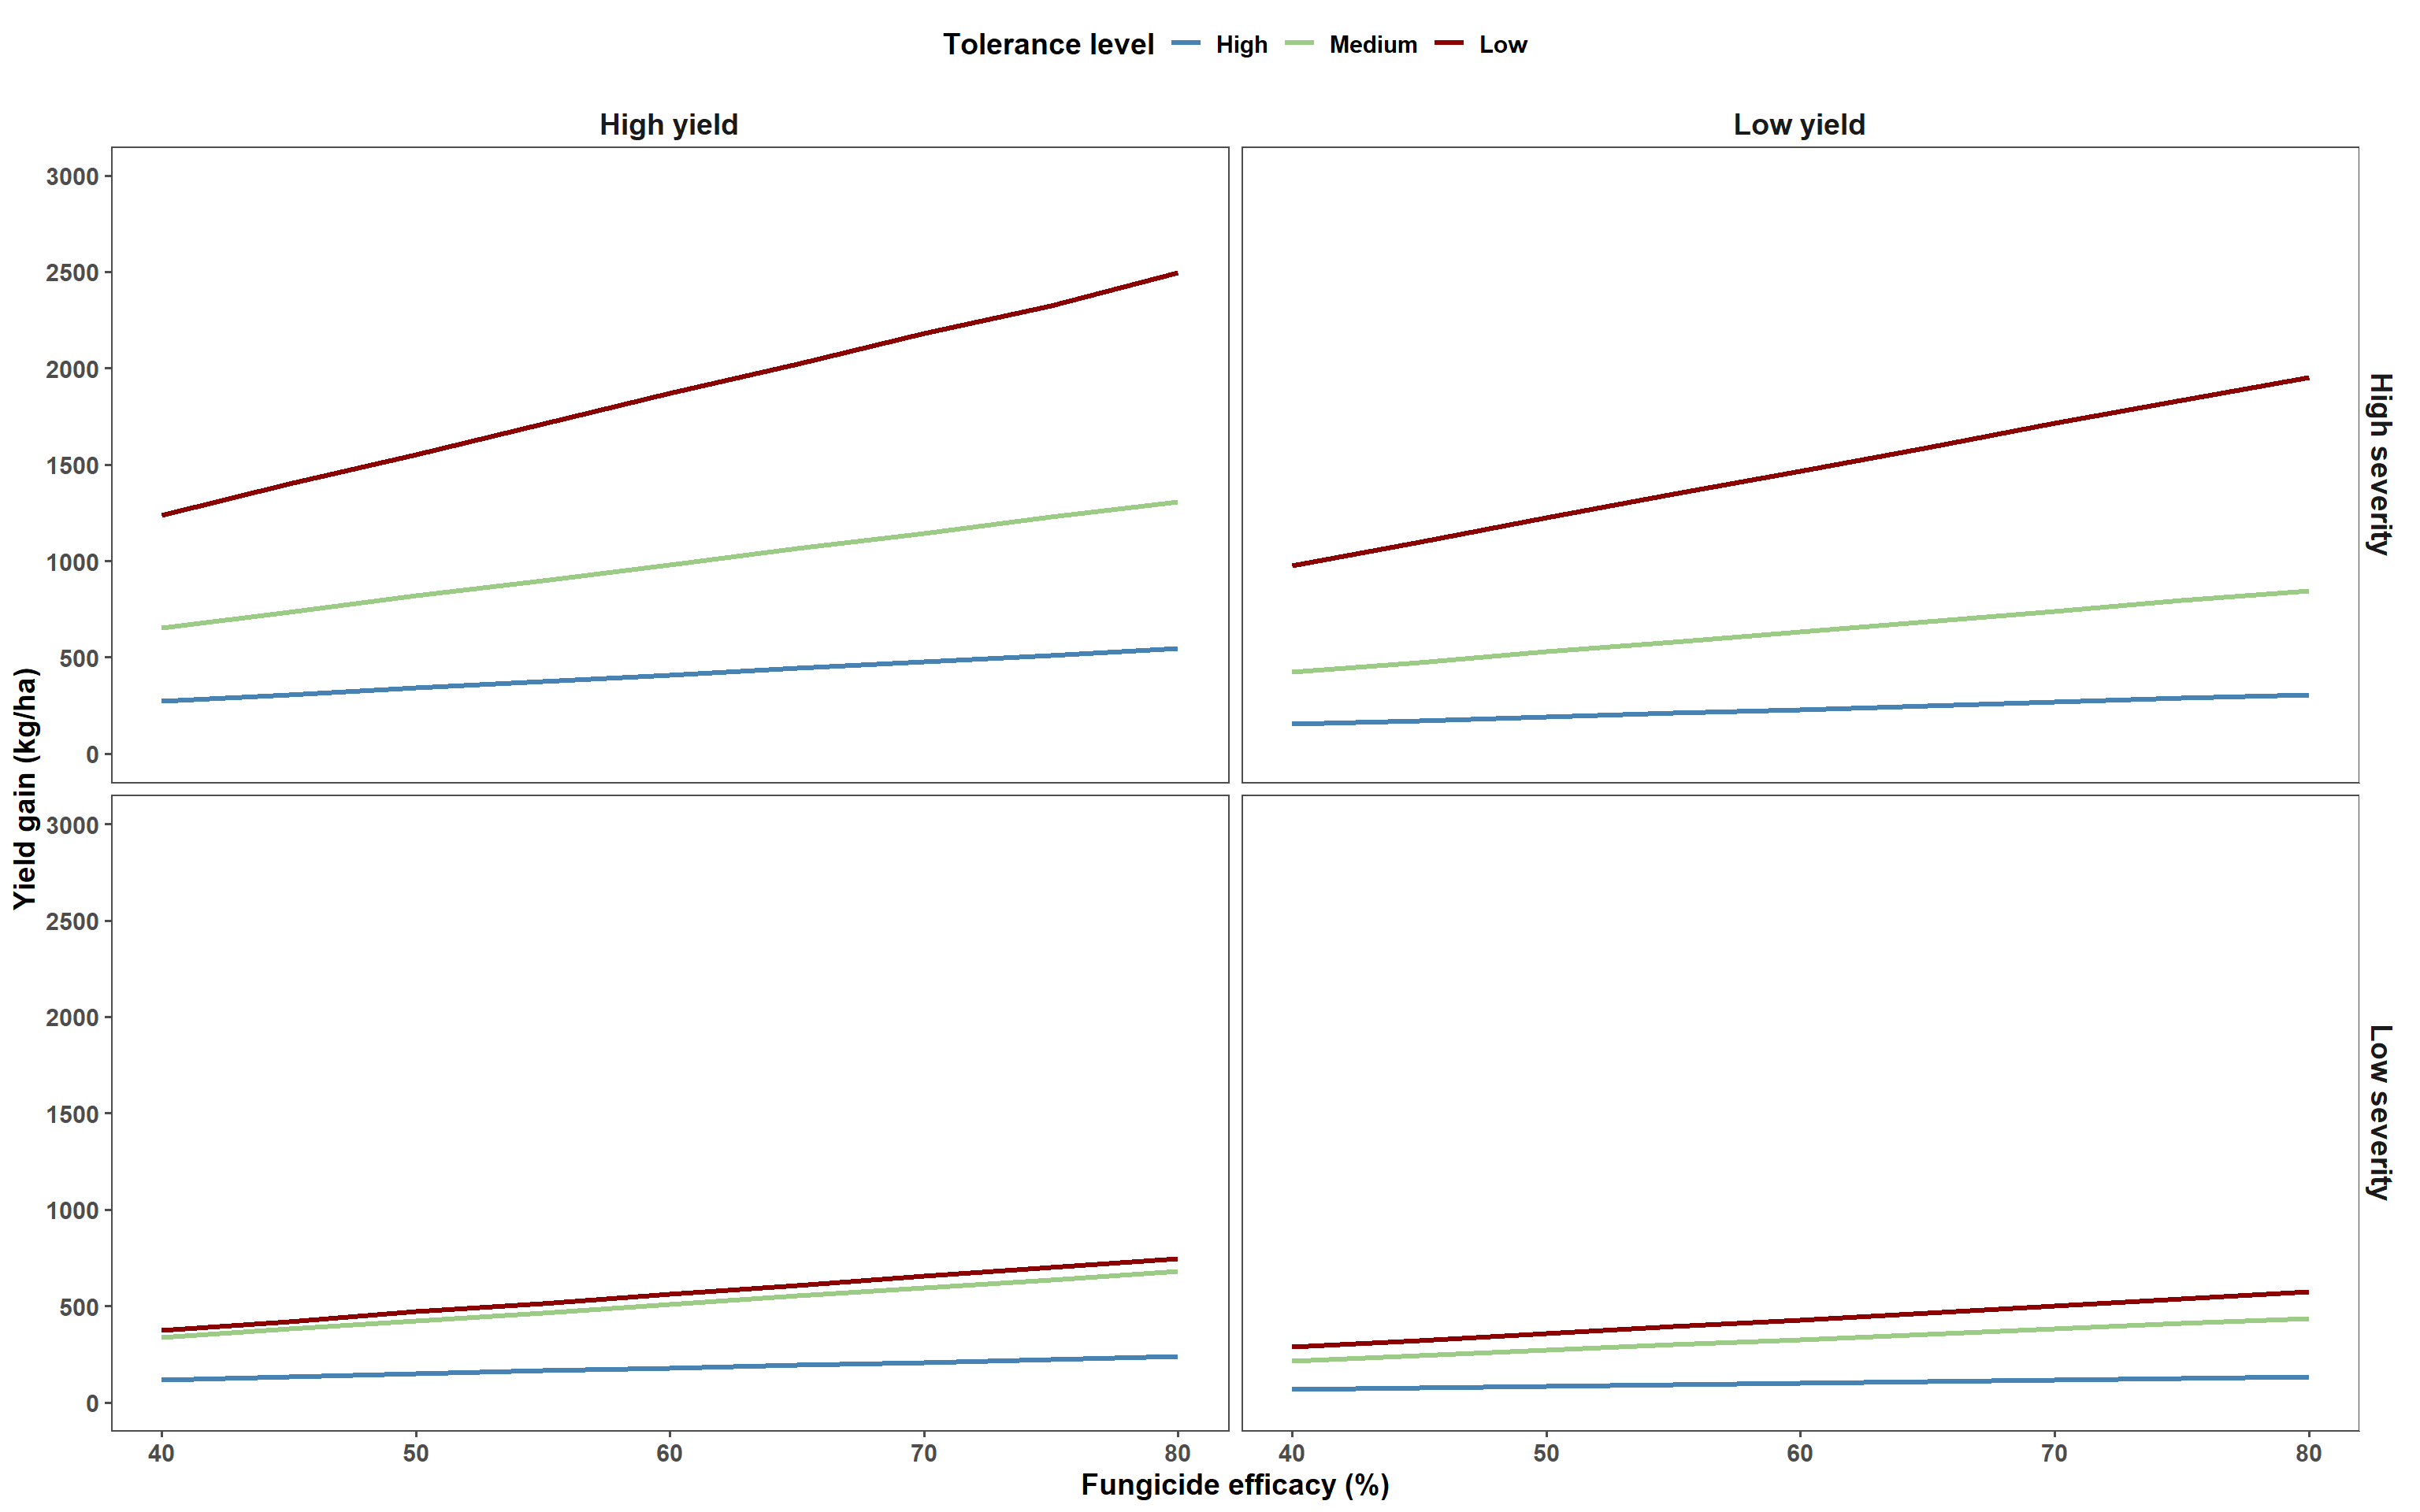 Tolerance level High Medium Low
High yield Low yield
3000
2500
2000
1500
1000
500
0
High severity
Yield gain (kg/ha)
3000
2500
2000
1500
1000
500
0
Low severity
40 50 60 70 80 40 50 60 70 80
Fungicide efficacy (%)